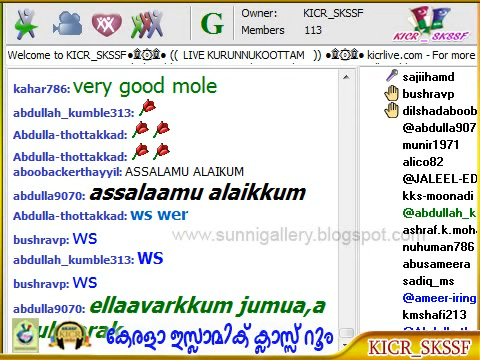 G
Owner: KICR_SKSSF
Members 113
KICR_SKSSF
Welcome to KICR_SKSSF•۩۞۩• (( LIVE KURUNNUKOOTTAM )) •۩۞۩• kicrlive.com - For more
kahar786: very good mole
abdulla_kumble313:
Abdulla-thottakkad:
Abdulla-thottakkad:
aboobackerthayyil: ASSALAMU ALAIKUM
abdulla9070: assalaamu alaikkum
Abdulla-thottakkad: ws wer
bushravp: ws
abdullah_kumble313: ws
bushravp: ws
abdulla9070: ellaavarkkum jumua,a
sajiihamd
bushravp
dilshadaboob
@abdulla907
munir1971
alico82
@JALEEL-ED
kks-moonadi
@abdullah_k
ashraf.k.moha
nuhuman786
abusameera
sadiq_ms
@ameer-iring
kmshafi213
www.sunnigallery.blogspot.com
കേരളാ ഇസ്ലാമിക് ക്ലാസ്സ് റൂം
KICR_SKSSF